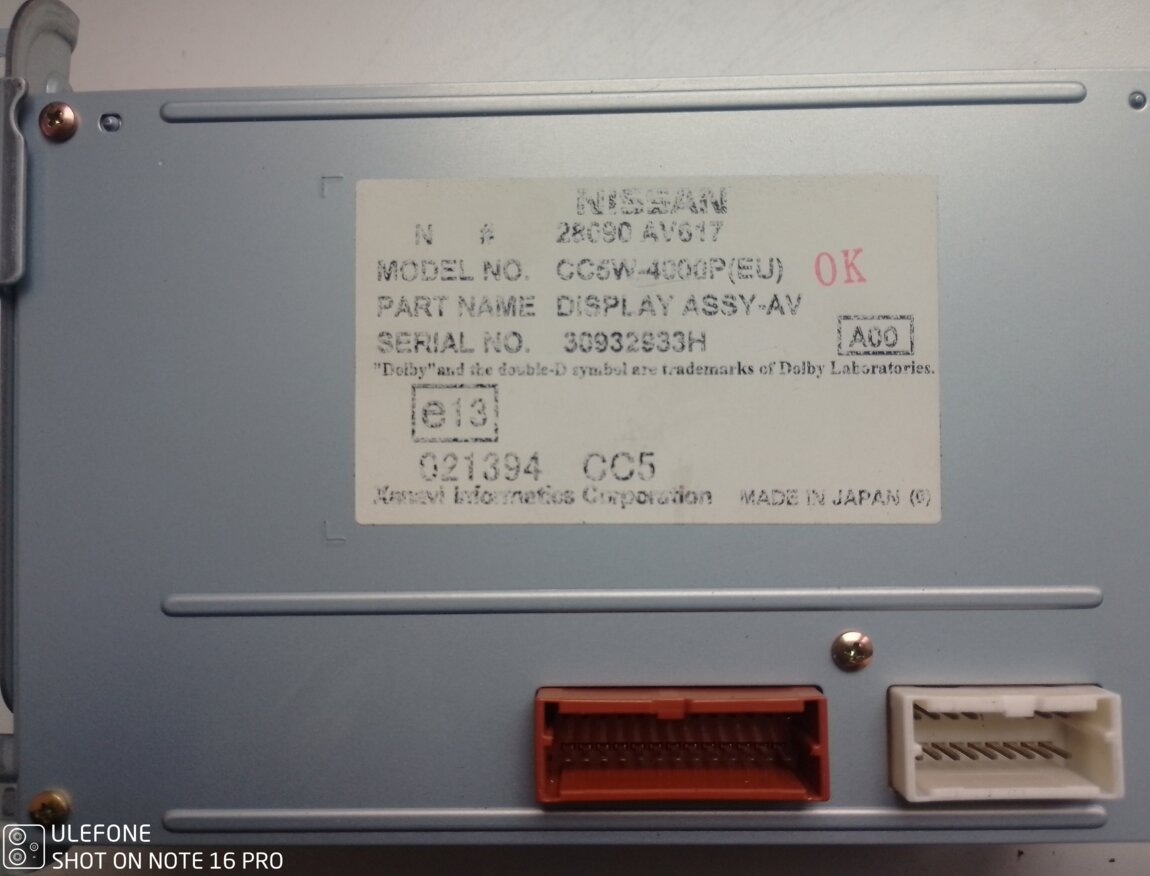 NISSAN
N # 28090 AV617
MODEL NO. CC5W-4000P(EU) OK
PART NAME DISPLAY ASSY-AV
SERIAL NO. 30932933H A00
"Dolby"and the double-D symbol are trademarks of Dolby Laboratories.
e13
021394 CC5
Xanavi Informatics Corporation MADE IN JAPAN
ULEFONE
SHOT ON NOTE 16 PRO